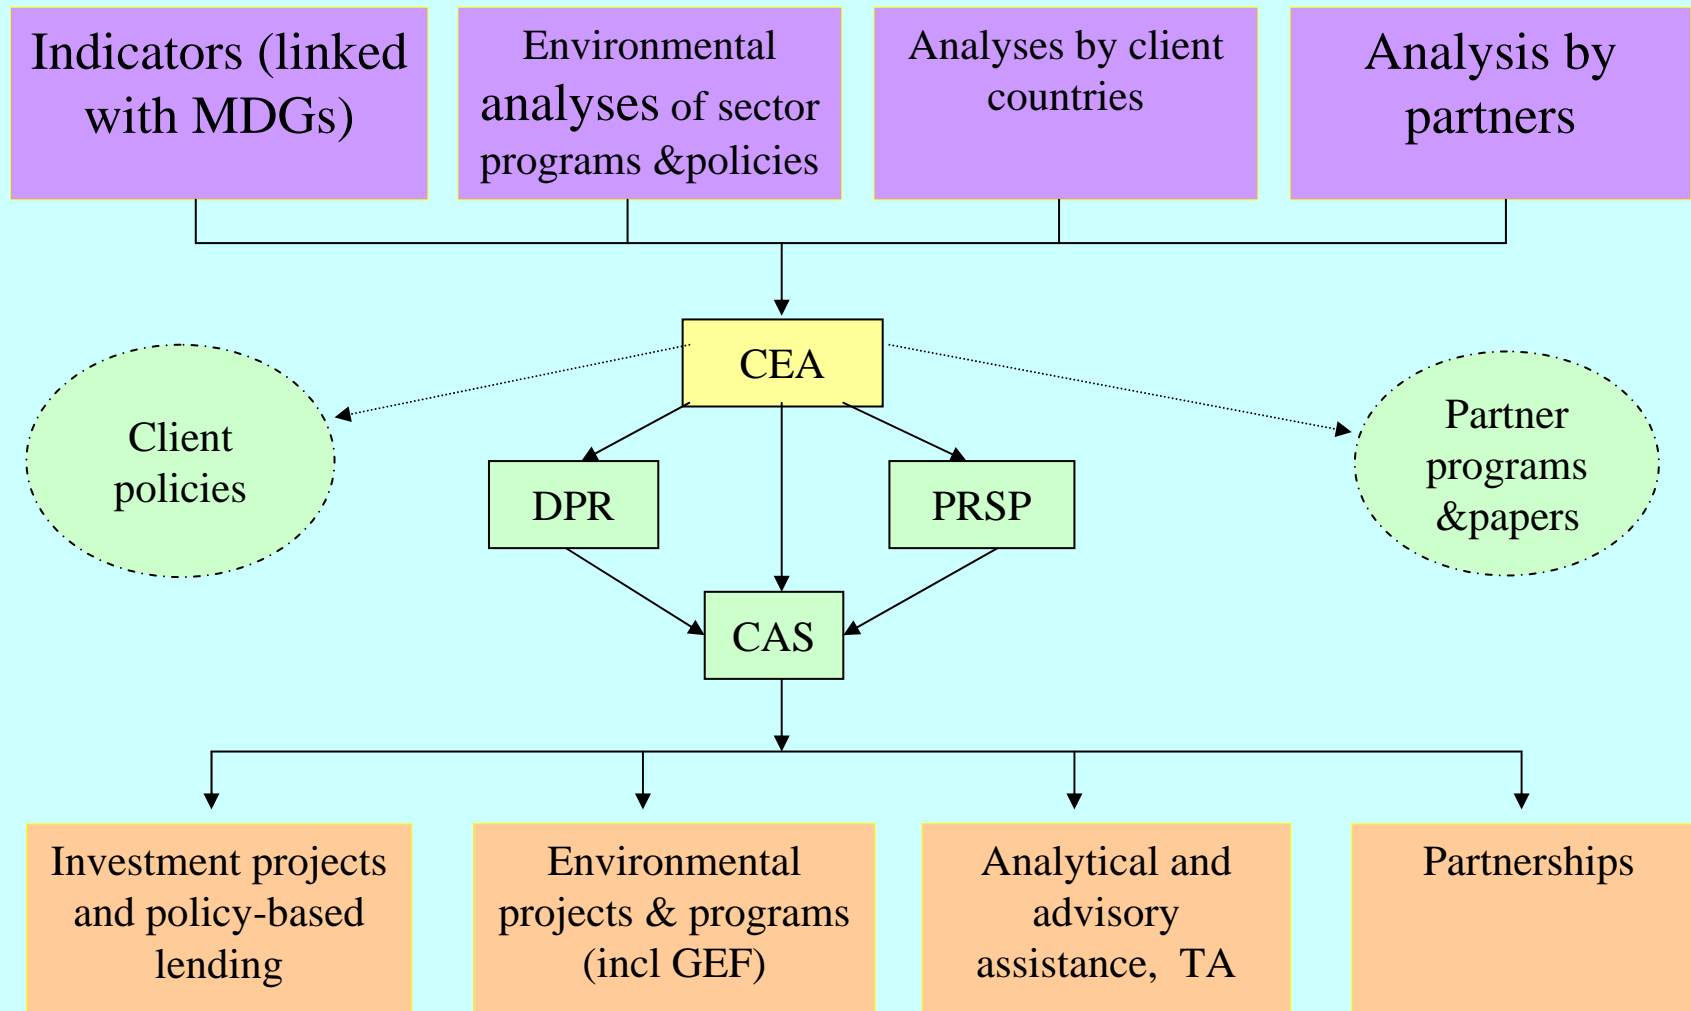 Indicators (linked
with MDGs)
Environmental
analyses of sector
programs &policies
Analyses by client
countries
Analysis by
partners
CEA
Client
policies
Partner
programs
&papers
DPR
PRSP
CAS
Investment projects
and policy-based
lending
Environmental
projects & programs
(incl GEF)
Analytical and
advisory
assistance,  TA
Partnerships